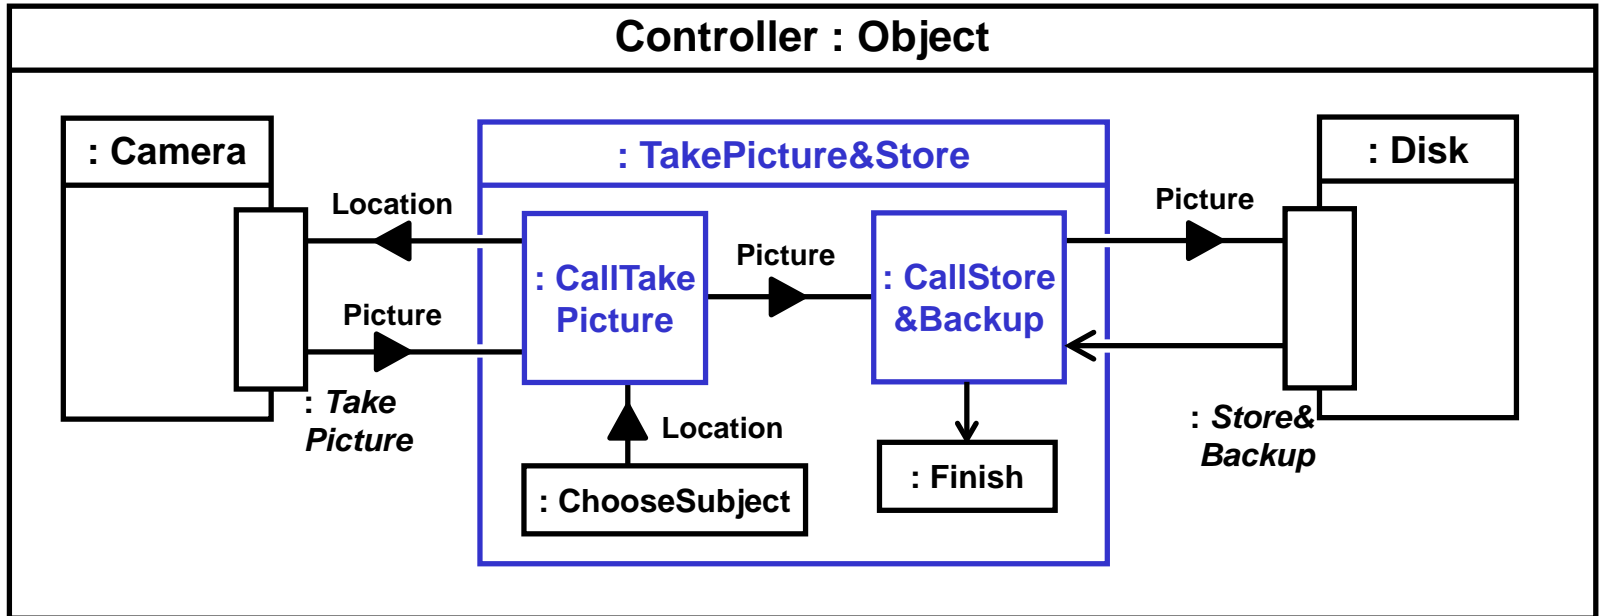 Controller : Object
: Camera
: TakePicture&Store
: Disk
Location
Picture
Picture
: CallTake
Picture
: CallStore
&Backup
Picture
: Take
Picture
Location
: Store&
Backup
: ChooseSubject
: Finish